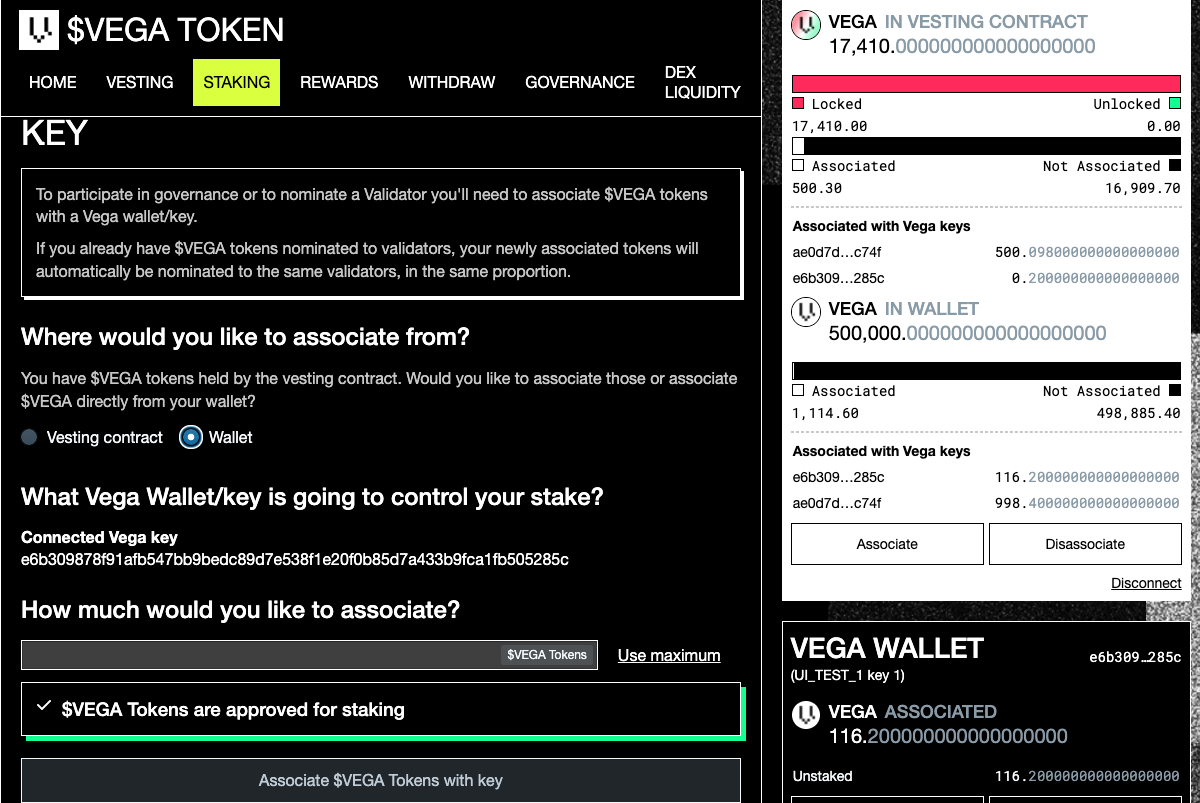 $VEGA TOKEN
HOME VESTING STAKING REWARDS WITHDRAW GOVERNANCE DEX LIQUIDITY
KEY
To participate in governance or to nominate a Validator you'll need to associate $VEGA tokens
with a Vega wallet/key.
If you already have $VEGA tokens nominated to validators, your newly associated tokens will
automatically be nominated to the same validators, in the same proportion.
Where would you like to associate from?
You have $VEGA tokens held by the vesting contract. Would you like to associate those or associate
$VEGA directly from your wallet?
Vesting contract Wallet
What Vega Wallet/key is going to control your stake?
Connected Vega key
e6b309878f91afb547bb9bedc89d7e538f1e20f0b85d7a433b9fca1fb505285c
How much would you like to associate?
$VEGA Tokens Use maximum
$VEGA Tokens are approved for staking
Associate $VEGA Tokens with key
VEGA IN VESTING CONTRACT
17,410.000000000000000000
Locked Unlocked
17,410.00 0.00
Associated Not Associated
500.30 16,909.70
Associated with Vega keys
ae0d7d…c74f 500.098000000000000000
e6b309…285c 0.200000000000000000
VEGA IN WALLET
500,000.000000000000000000
Associated Not Associated
1,114.60 498,885.40
Associated with Vega keys
e6b309…285c 116.200000000000000000
ae0d7d…c74f 998.400000000000000000
Associate Disassociate
Disconnect
VEGA WALLET e6b309…285c
(UI_TEST_1 key 1)
VEGA ASSOCIATED
116.200000000000000000
Unstaked 116.200000000000000000